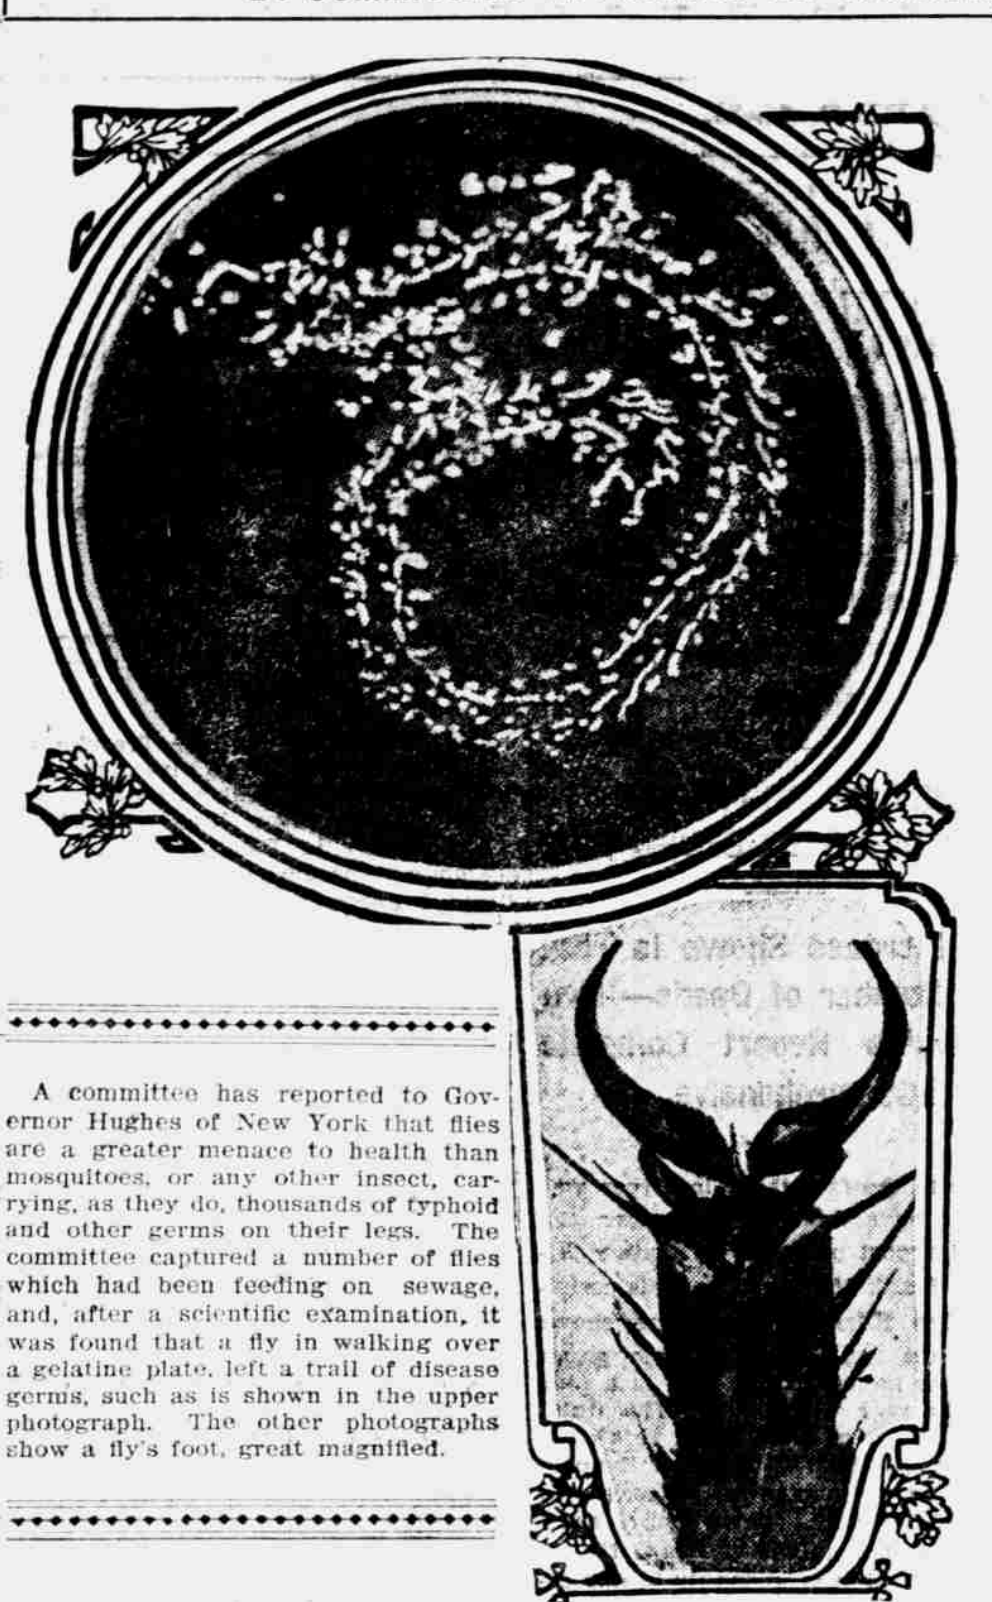 A committee has reported to Gov-
ernor Hughes of New York that flies
are a greater menace to health than
mosquitoes, or any other insect, car-
rying, as they do, thousands of typhoid
and other germs on their legs. The
committee captured a number of flies
which had been feeding on sewage,
and, after a scientific examination, it
was found that a fly in walking over
a gelatine plate, left a trail of disease
germs, such as is shown in the upper
photograph. The other photographs
show a fly's foot, great magnified.